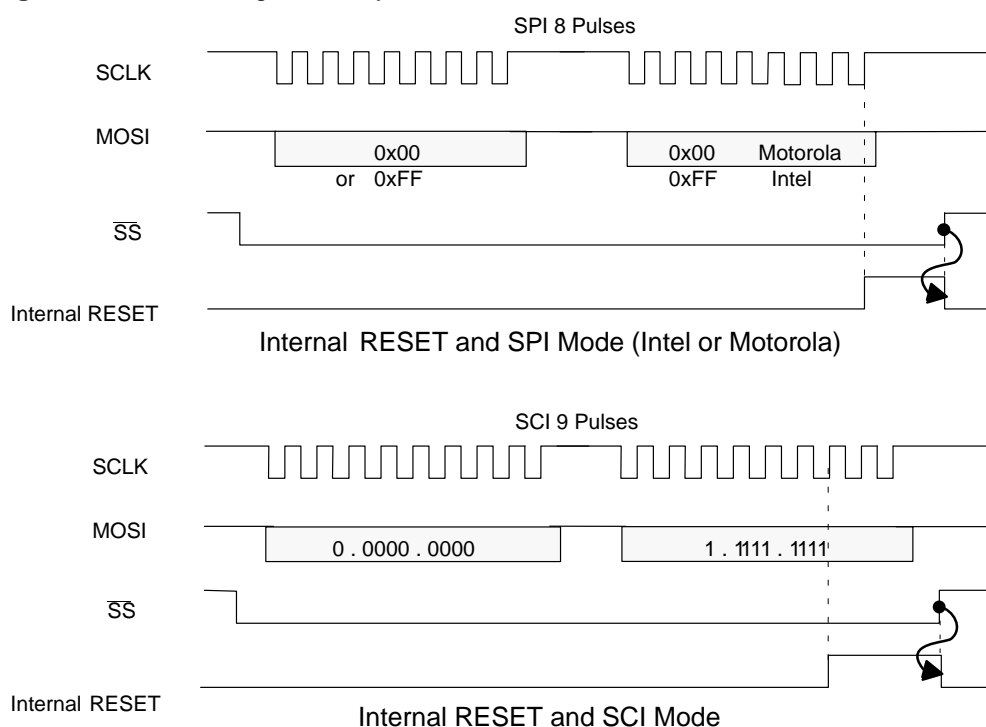 SPI 8 Pulses
SCLK
MOSI
0x00
or 0xFF
0x00 Motorola
0xFF Intel
SS
Internal RESET
Internal RESET and SPI Mode (Intel or Motorola)
SCI 9 Pulses
SCLK
MOSI
0 . 0000 . 0000
1 . 1111 . 1111
SS
Internal RESET
Internal RESET and SCI Mode